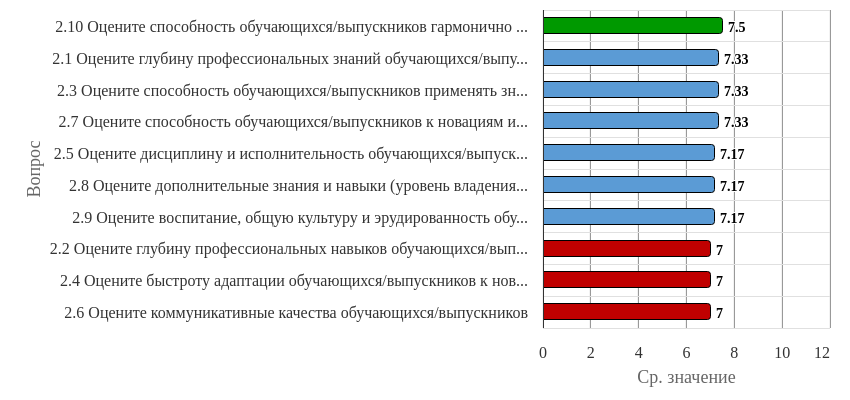 2.10 Оцените способность обучающихся/выпускников гармонично ... 7.5
2.1 Оцените глубину профессиональных знаний обучающихся/выпу... 7.33
2.3 Оцените способность обучающихся/выпускников применять зн... 7.33
2.7 Оцените способность обучающихся/выпускников к новациям и... 7.33
2.5 Оцените дисциплину и исполнительность обучающихся/выпуск... 7.17
2.8 Оцените дополнительные знания и навыки (уровень владения... 7.17
2.9 Оцените воспитание, общую культуру и эрудированность обу... 7.17
2.2 Оцените глубину профессиональных навыков обучающихся/вып... 7
2.4 Оцените быстроту адаптации обучающихся/выпускников к нов... 7
2.6 Оцените коммуникативные качества обучающихся/выпускников 7
Вопрос
0 2 4 6 8 10 12
Ср. значение